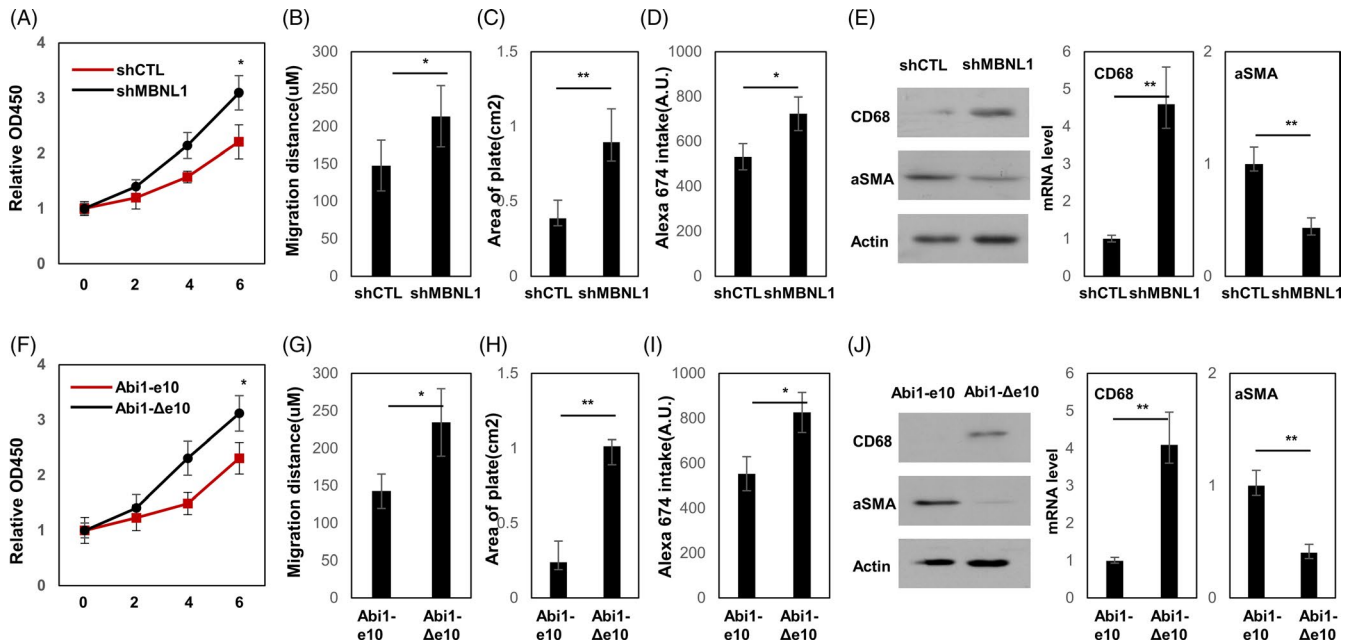 (A)
Relative OD450
4
3
2
1
0
shCTL
shMBNL1
*
0 2 4 6
(B)
Migration distance(uM)
300
250
200
150
100
50
0
*
shCTL shMBNL1
(C)
Area of plate(cm2)
1.5
1
0.5
0
**
shCTL shMBNL1
(D)
Alexa 674 intake(A.U.)
1000
800
600
400
200
0
*
shCTL shMBNL1
(E)
shCTL shMBNL1
CD68
aSMA
Actin
mRNA level
6
5
4
3
2
1
0
CD68
**
shCTL shMBNL1
2
1
0
aSMA
**
shCTL shMBNL1
(F)
Relative OD450
4
3
2
1
0
Abi1-e10
Abi1-Δe10
*
0 2 4 6
(G)
Migration distance(uM)
300
250
200
150
100
50
0
*
Abi1- Abi1-
e10 Δe10
(H)
Area of plate(cm2)
1.5
1
0.5
0
**
Abi1- Abi1-
e10 Δe10
(I)
Alexa 674 intake(A.U.)
1000
800
600
400
200
0
*
Abi1- Abi1-
e10 Δe10
(J)
Abi1-e10 Abi1-Δe10
CD68
aSMA
Actin
mRNA level
6
5
4
3
2
1
0
CD68
**
Abi1- Abi1-
e10 Δe10
2
1
0
aSMA
**
Abi1- Abi1-
e10 Δe10